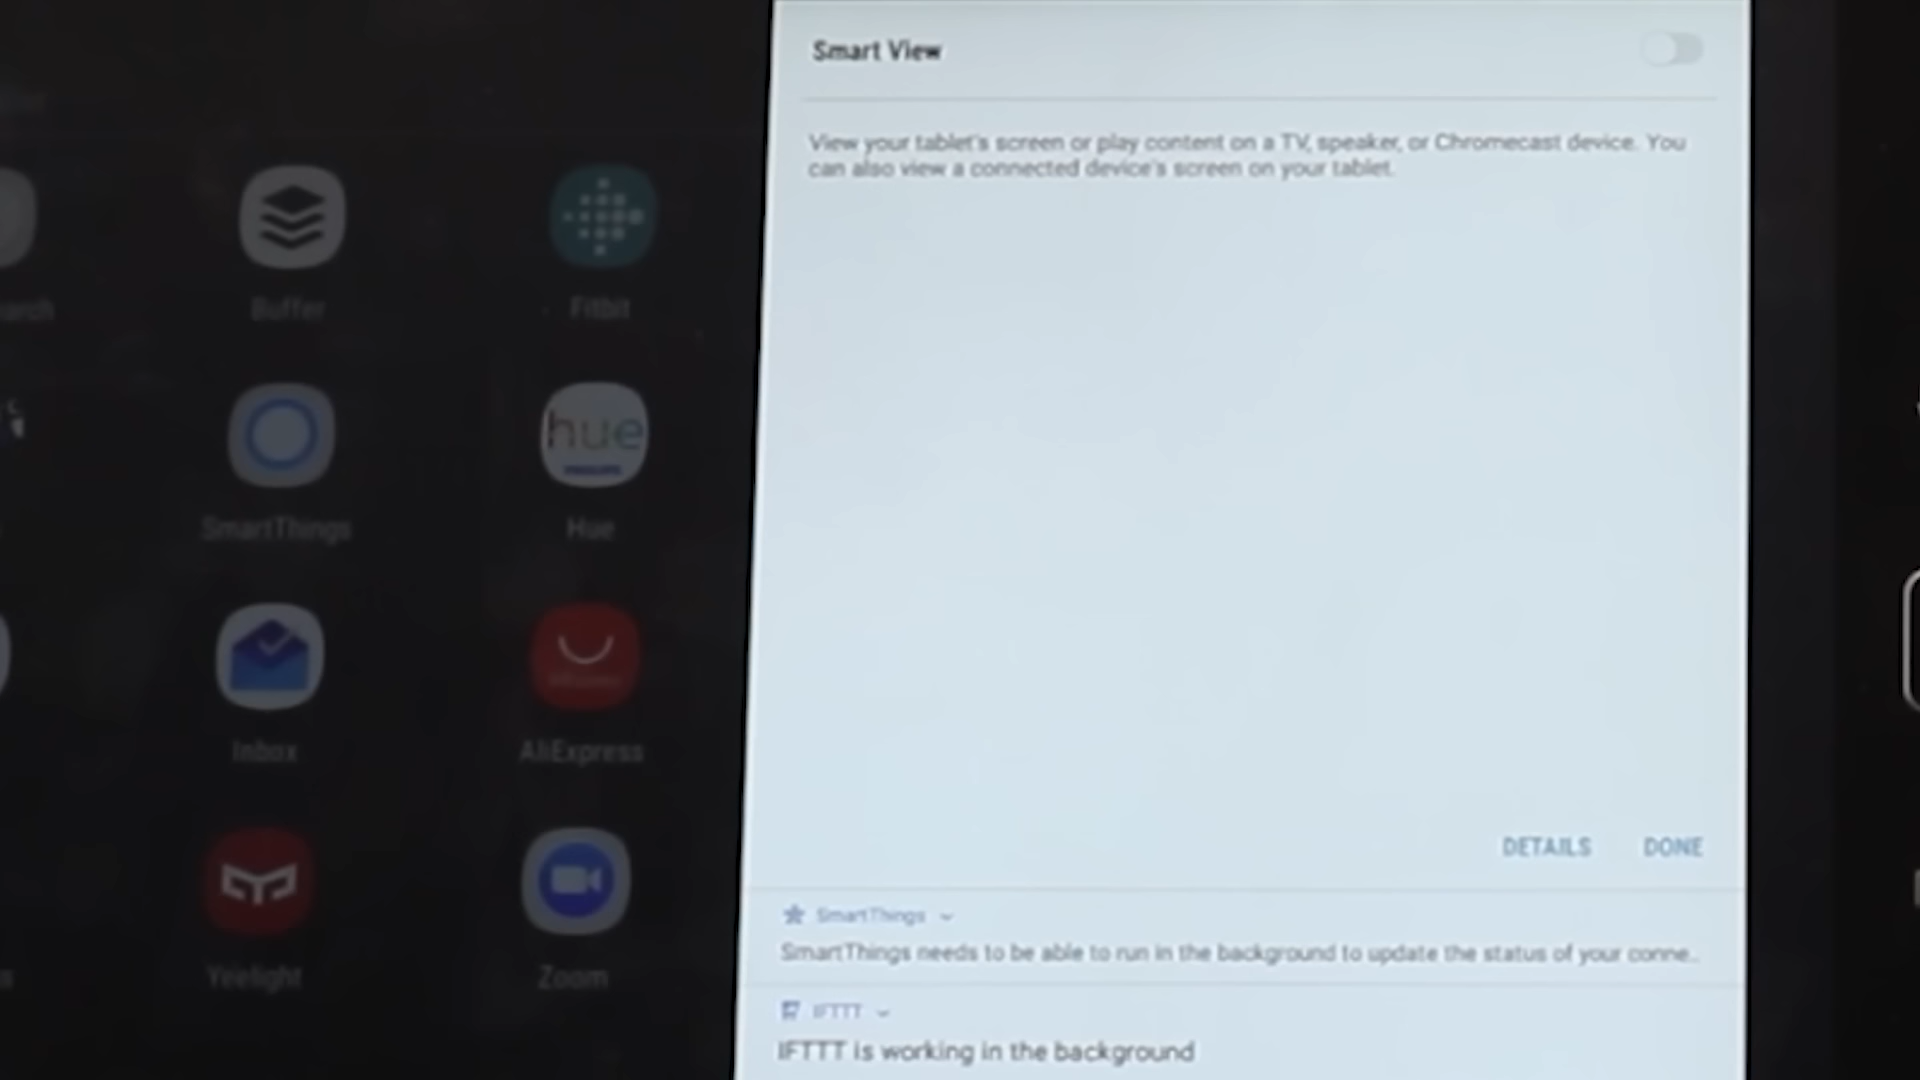 Smart View
View your tablet's screen or play content on a TV, speaker, or Chromecast device. You
can also view a connected device's screen on your tablet.
Buffer
Fitbit
hue
SmartThings
Hue
Inbox
AliExpress
Yeelight
Zoom
DETAILS DONE
SmartThings
SmartThings needs to be able to run in the background to update the status of your conne...
IFTTT
IFTTT is working in the background